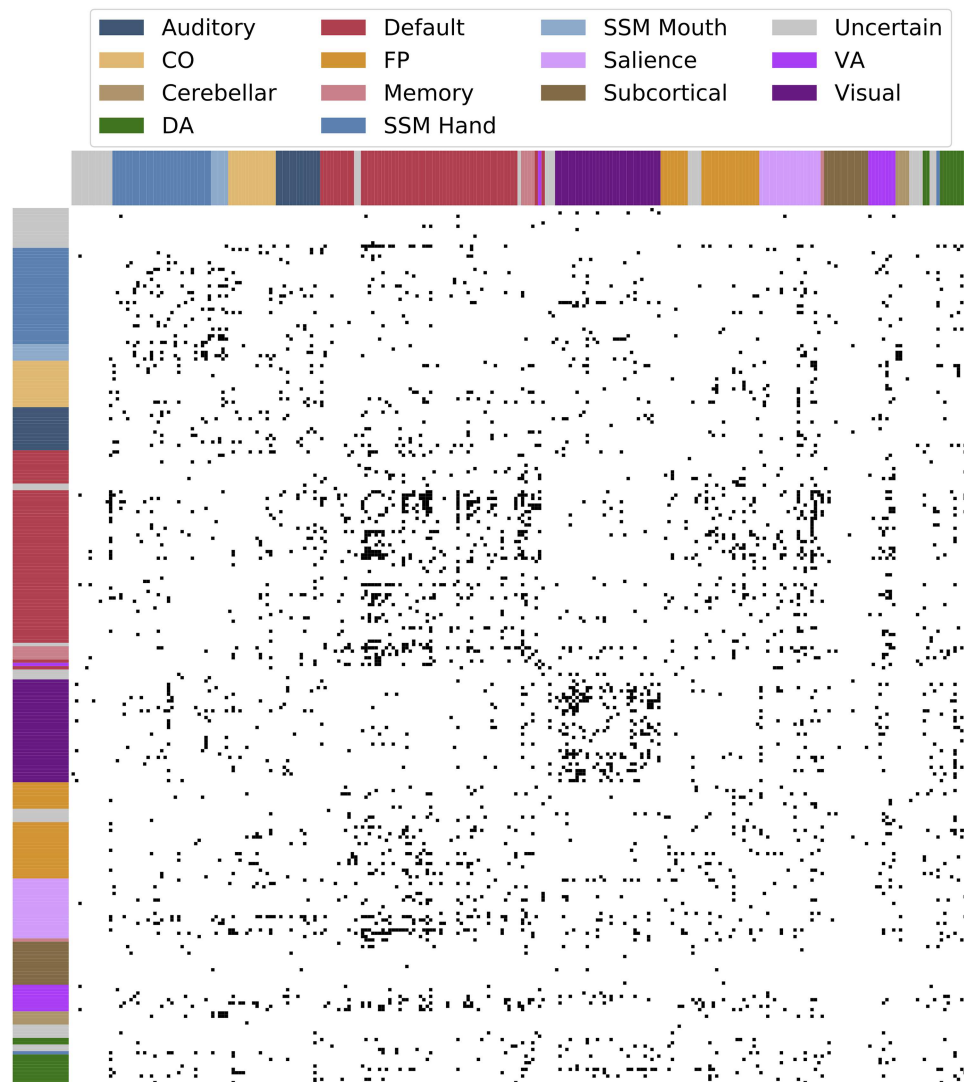 Auditory Default SSM Mouth Uncertain
CO FP Salience VA
Cerebellar Memory Subcortical Visual
DA SSM Hand